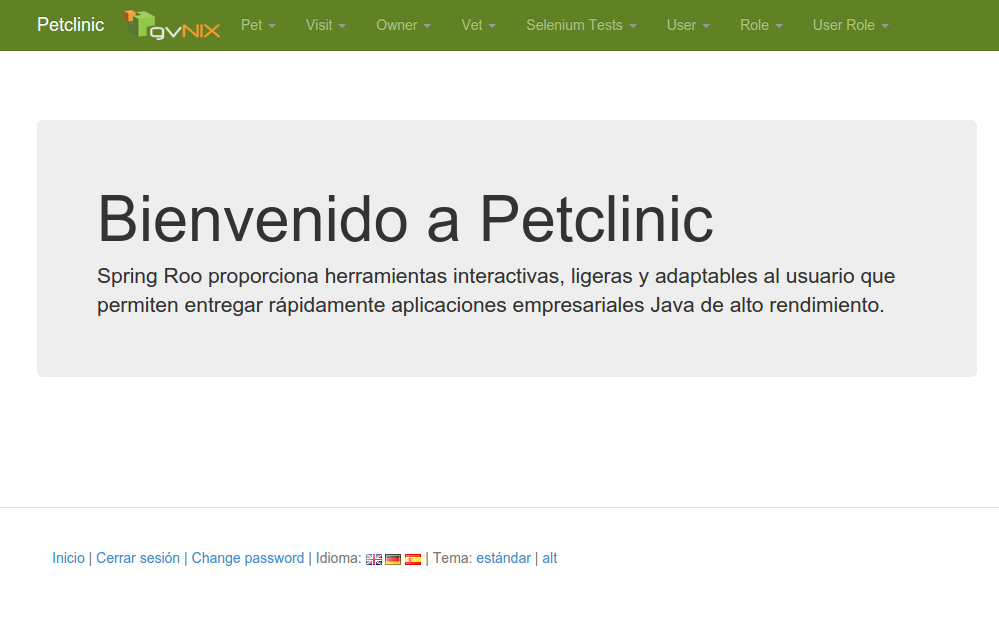 Petclinic gvNIX Pet Visit Owner Vet Selenium Tests User Role User Role
Bienvenido a Petclinic
Spring Roo proporciona herramientas interactivas, ligeras y adaptables al usuario que
permiten entregar rápidamente aplicaciones empresariales Java de alto rendimiento.
Inicio | Cerrar sesión | Change password | Idioma: | Tema: estándar | alt